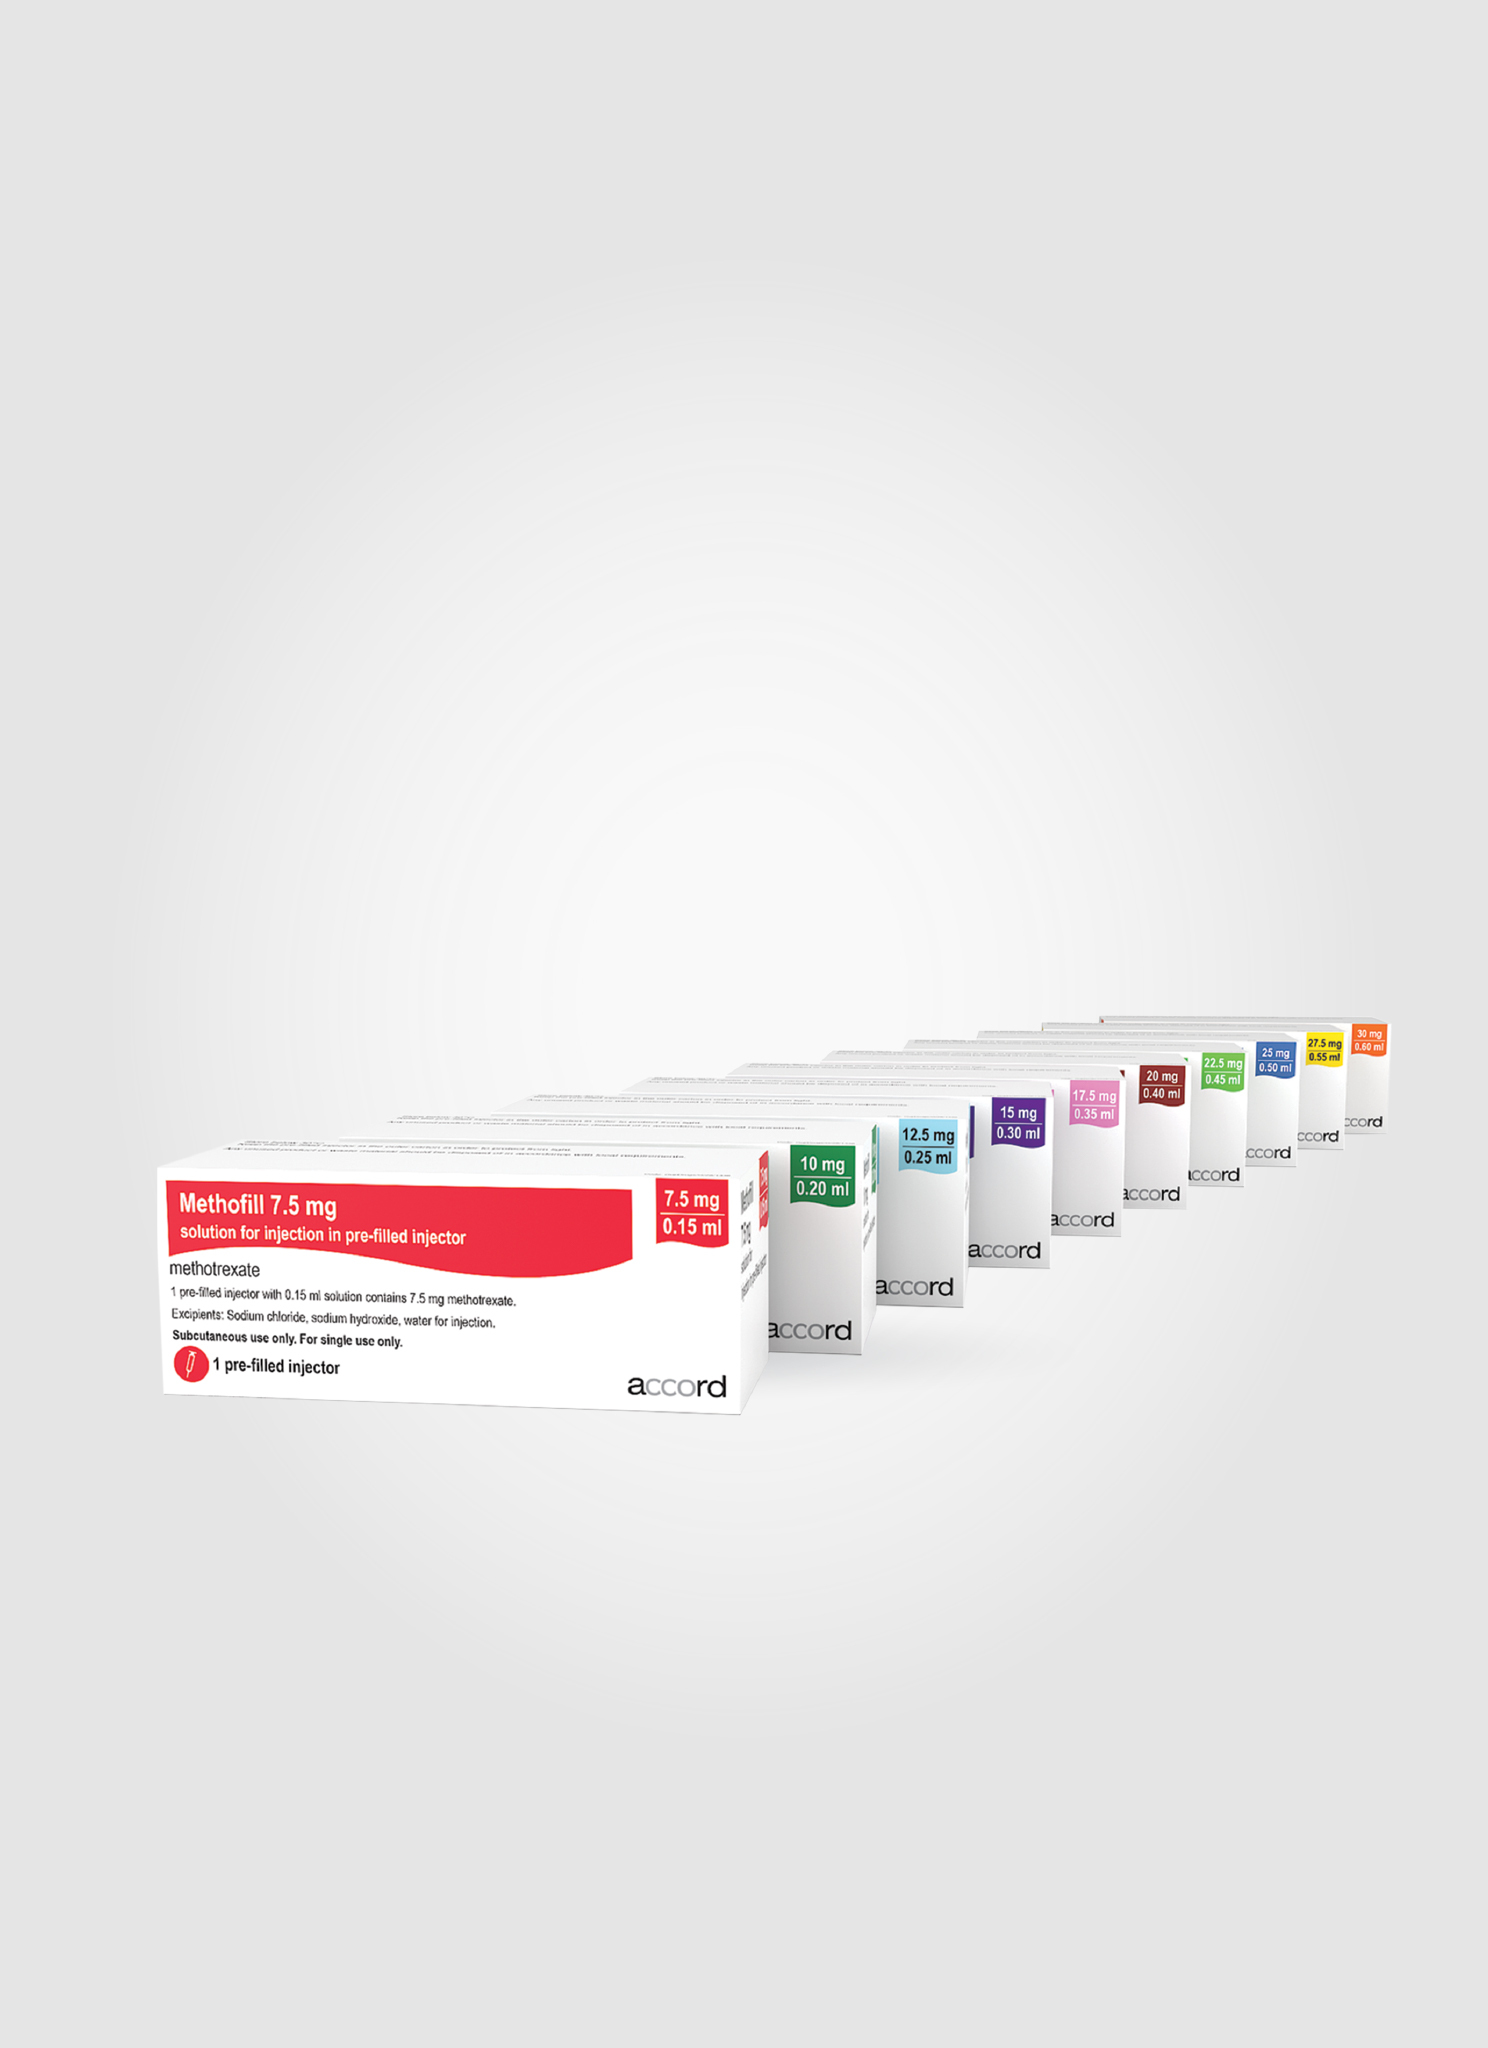 Methofill 7.5 mg
solution for injection in pre-filled injector
7.5 mg
0.15 ml
methotrexate
1 pre-filled injector with 0.15 ml solution contains 7.5 mg methotrexate.
Excipients: Sodium chloride, sodium hydroxide, water for injection.
Subcutaneous use only. For single use only.
1 pre-filled injector
accord
10 mg
0.20 ml
accord
12.5 mg
0.25 ml
accord
15 mg
0.30 ml
accord
17.5 mg
0.35 ml
accord
20 mg
0.40 ml
accord
22.5 mg
0.45 ml
accord
25 mg
0.50 ml
accord
27.5 mg
0.55 ml
accord
30 mg
0.60 ml
cord